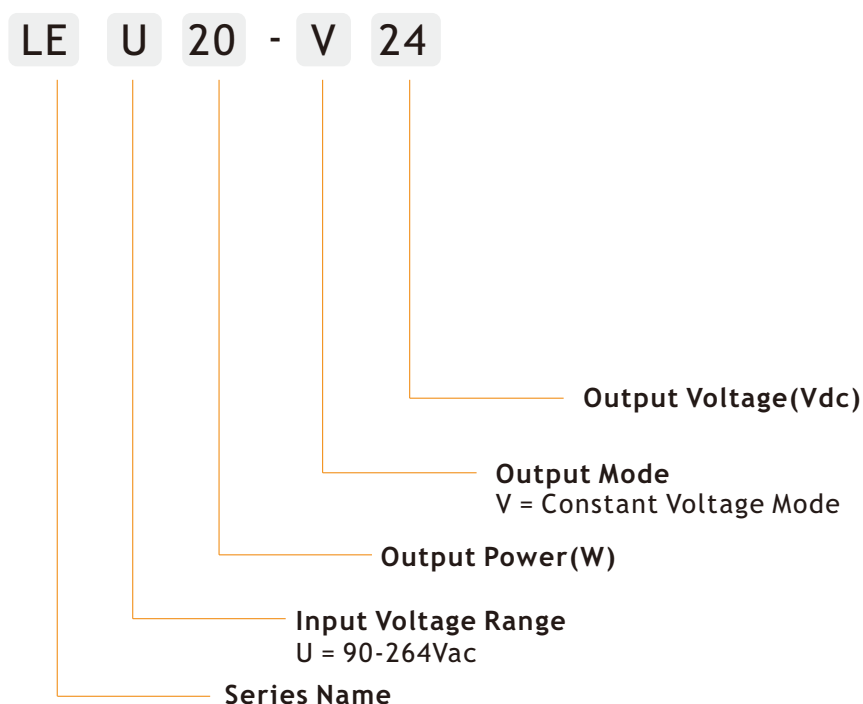 LE U 20 - V 24
Output Voltage(Vdc)
Output Mode
V = Constant Voltage Mode
Output Power(W)
Input Voltage Range
U = 90-264Vac
Series Name